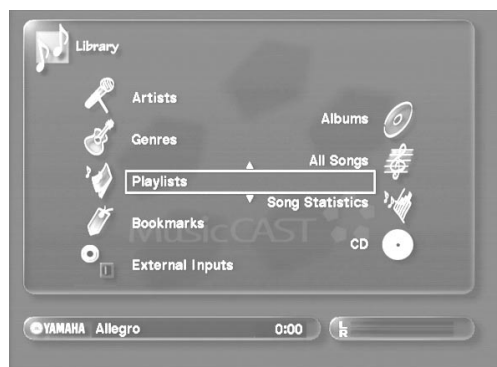 Library
Artists
Albums
Genres
All Songs
Playlists
Song Statistics
Bookmarks
MusicCAST
CD
External Inputs
YAMAHA Allegro 0:00
L
R